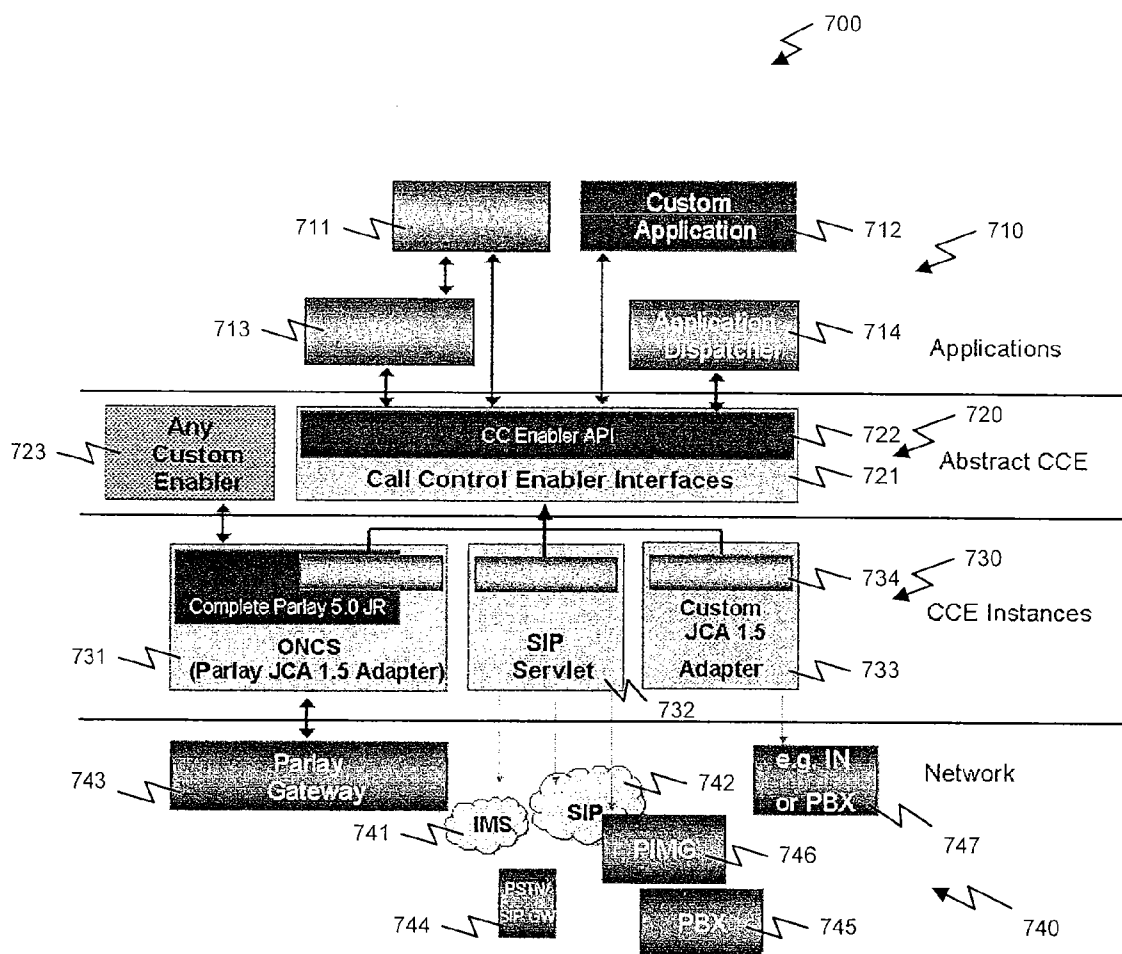 700
711
Custom
Application
712
710
713
Application
Dispatcher
714
Applications
723
Any
Custom
Enabler
CC Enabler API
722
720
Call Control Enabler Interfaces
721
Abstract CCE
Complete Parlay 5.0 JR
ONCS
(Parlay JCA 1.5 Adapter)
731
SIP
Servlet
732
Custom
JCA 1.5
Adapter
734
733
730
CCE Instances
743
Parlay
Gateway
741
IMS
SIP
742
e.g. IN
or PBX
747
Network
PIMG
746
PSTN/
SIP GW
744
PBX
745
740